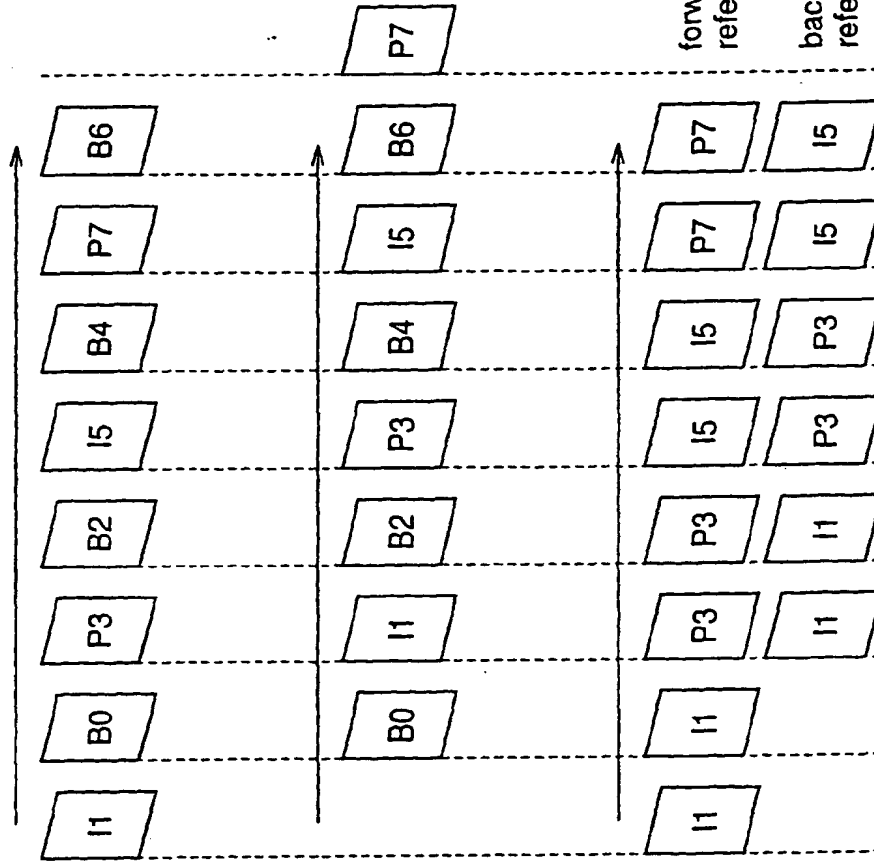 I1 B0 P3 B2 I5 B4 P7 B6
B0 I1 B2 P3 B4 I5 B6 P7
I1 I1 P3 P3 I5 I5 P7 P7 forw
refe
I1 I1 P3 P3 I5 I5 bac
refe